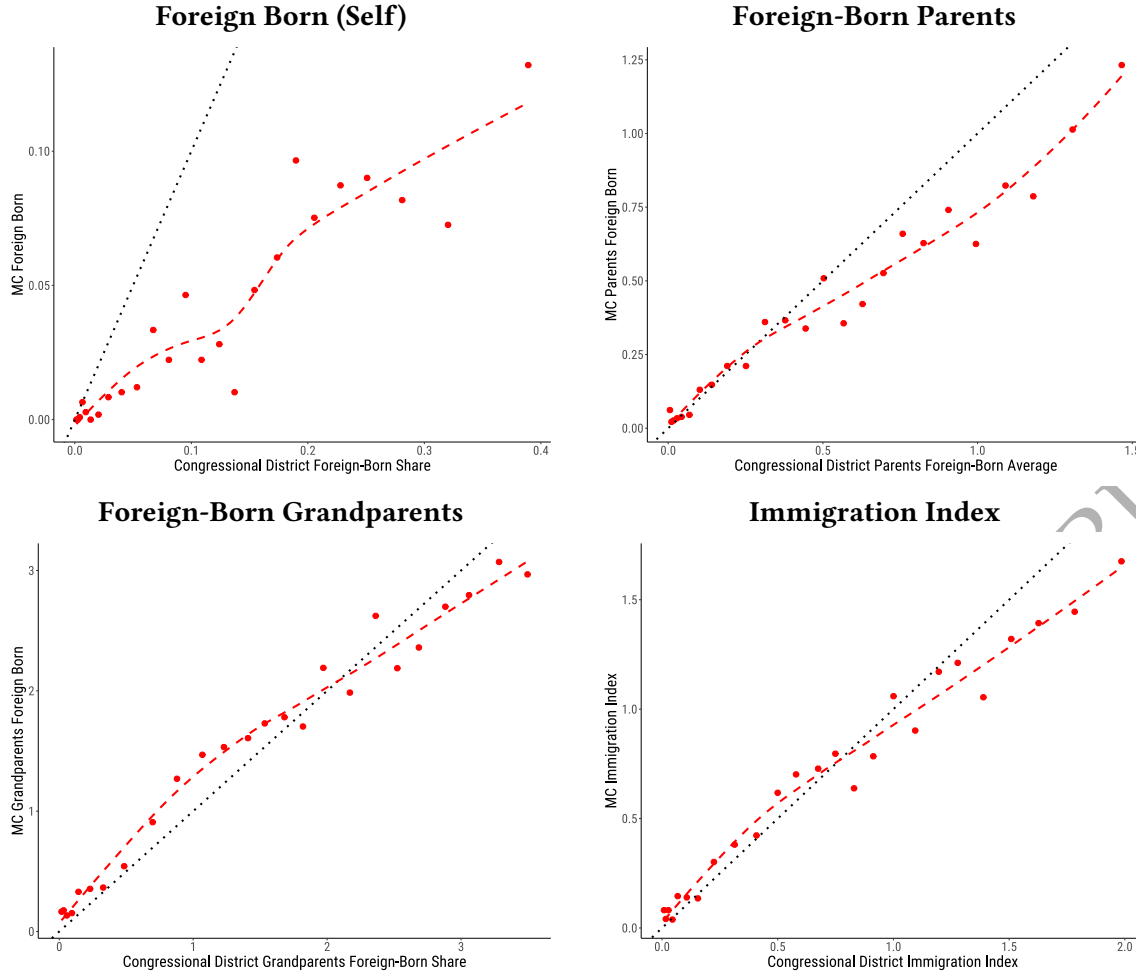 Foreign Born (Self)
MC Foreign Born
0.10
0.05
0.00
0.0 0.1 0.2 0.3 0.4
Congressional District Foreign-Born Share
Foreign-Born Parents
MC Parents Foreign Born
1.25
1.00
0.75
0.50
0.25
0.00
0.0 0.5 1.0 1.5
Congressional District Parents Foreign-Born Average
Foreign-Born Grandparents
MC Grandparents Foreign Born
3
2
1
0
0 1 2 3
Congressional District Grandparents Foreign-Born Share
Immigration Index
MC Immigration Index
1.5
1.0
0.5
0.0
0.0 0.5 1.0 1.5 2.0
Congressional District Immigration Index